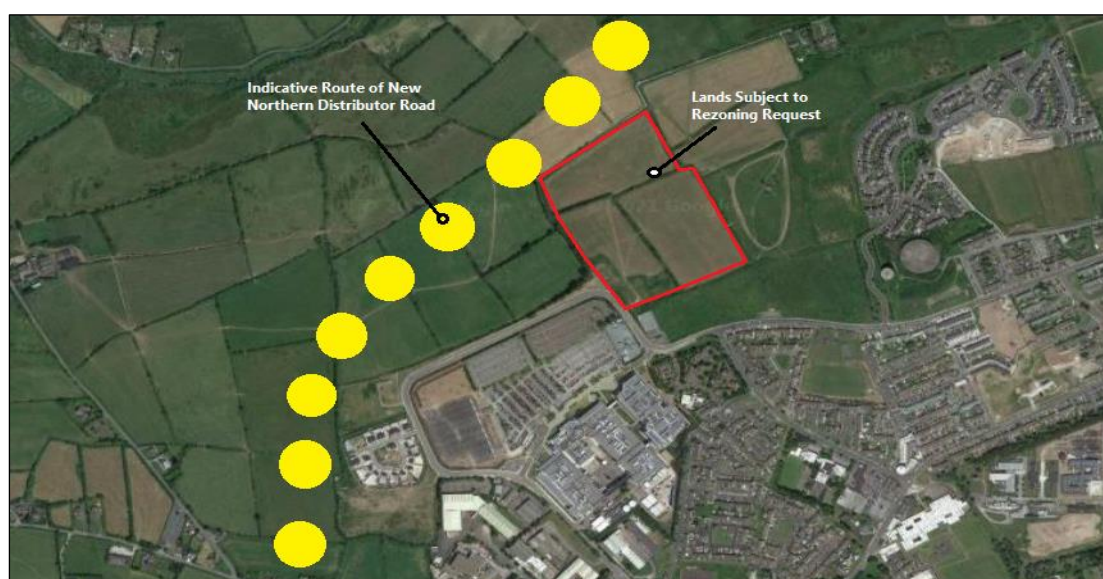 Indicative Route of New
Northern Distributor Road
Lands Subject to
Rezoning Request